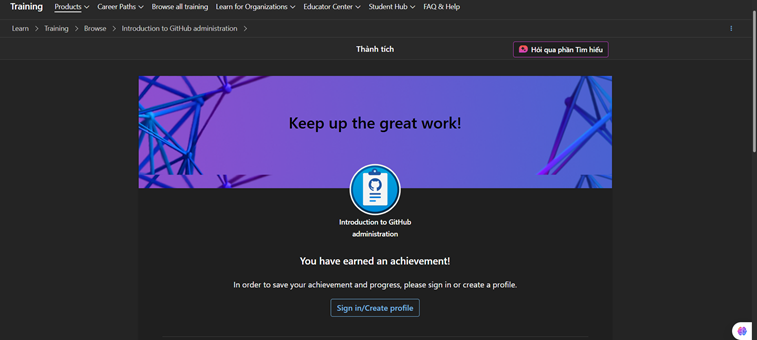 Training Products Career Paths Browse all training Learn for Organizations Educator Center Student Hub FAQ & Help
Learn Training Browse Introduction to GitHub administration
Thành tích
Hỏi qua phần Tìm hiểu
Keep up the great work!
Introduction to GitHub
administration
You have earned an achievement!
In order to save your achievement and progress, please sign in or create a profile.
Sign in/Create profile